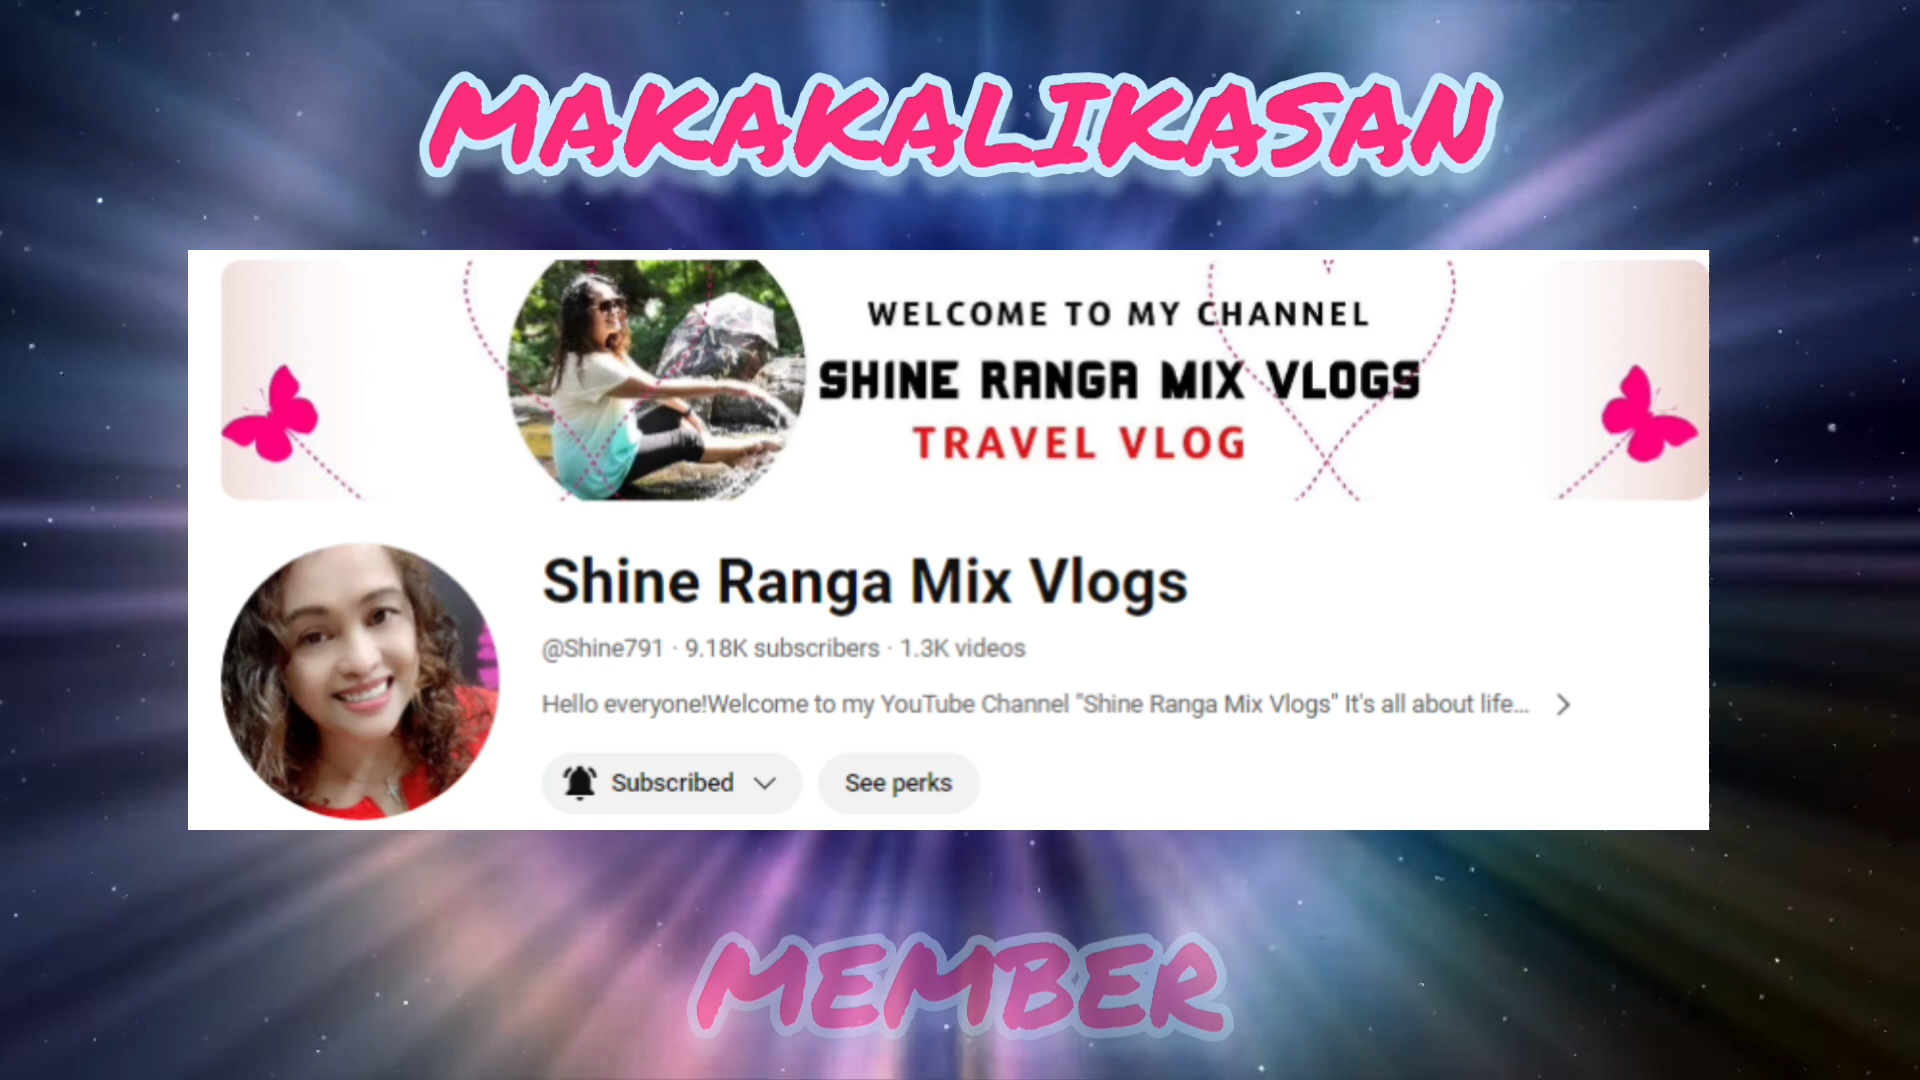 MAKAKALIKASAN
WELCOME TO MY CHANNEL
SHINE RANGA MIX VLOGS
TRAVEL VLOG
Shine Ranga Mix Vlogs
@Shine791 · 9.18K subscribers · 1.3K videos
Hello everyone!Welcome to my YouTube Channel "Shine Ranga Mix Vlogs" It's all about life...
Subscribed
See perks
MEMBER